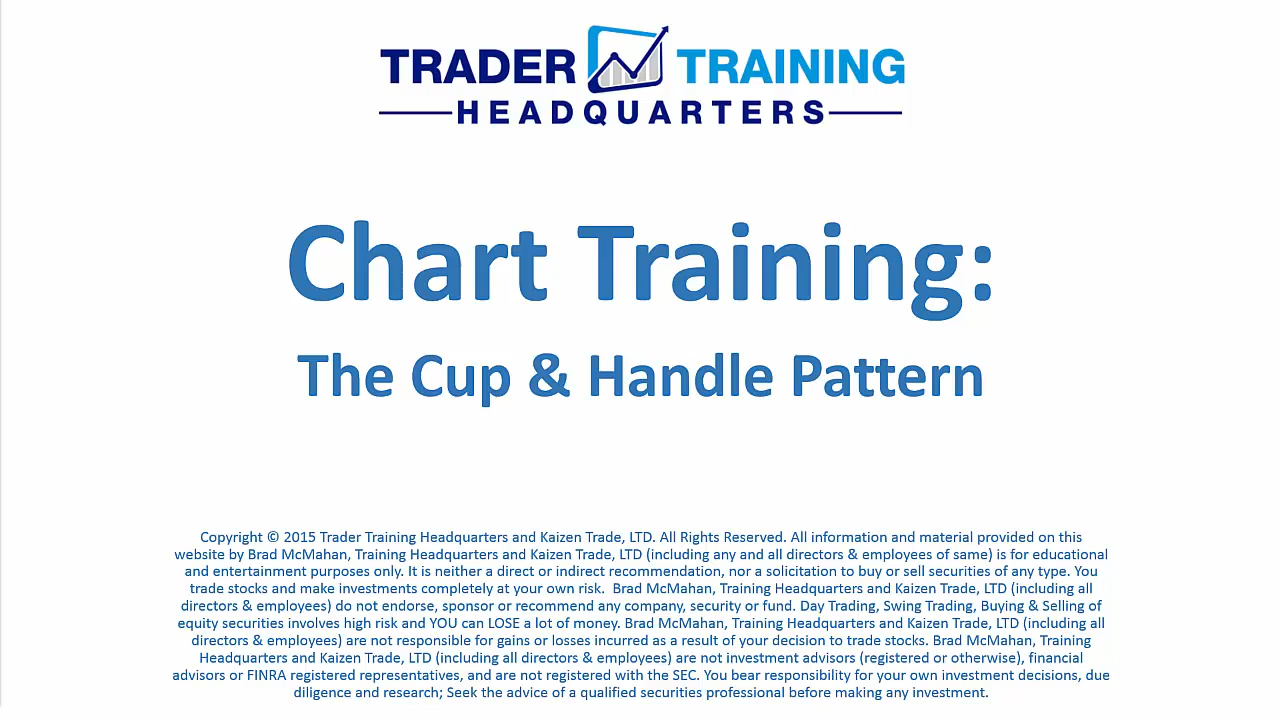 TRADER TRAINING
HEADQUARTERS
Chart Training:
The Cup & Handle Pattern
Copyright © 2015 Trader Training Headquarters and Kaizen Trade, LTD. All Rights Reserved. All information and material provided on this
website by Brad McMahan, Training Headquarters and Kaizen Trade, LTD (including any and all directors & employees of same) is for educational
and entertainment purposes only. It is neither a direct or indirect recommendation, nor a solicitation to buy or sell securities of any type. You
trade stocks and make investments completely at your own risk.  Brad McMahan, Training Headquarters and Kaizen Trade, LTD (including all
directors & employees) do not endorse, sponsor or recommend any company, security or fund. Day Trading, Swing Trading, Buying & Selling of
equity securities involves high risk and YOU can LOSE a lot of money. Brad McMahan, Training Headquarters and Kaizen Trade, LTD (including all
directors & employees) are not responsible for gains or losses incurred as a result of your decision to trade stocks. Brad McMahan, Training
Headquarters and Kaizen Trade, LTD (including all directors & employees) are not investment advisors (registered or otherwise), financial
advisors or FINRA registered representatives, and are not registered with the SEC. You bear responsibility for your own investment decisions, due
diligence and research; Seek the advice of a qualified securities professional before making any investment.